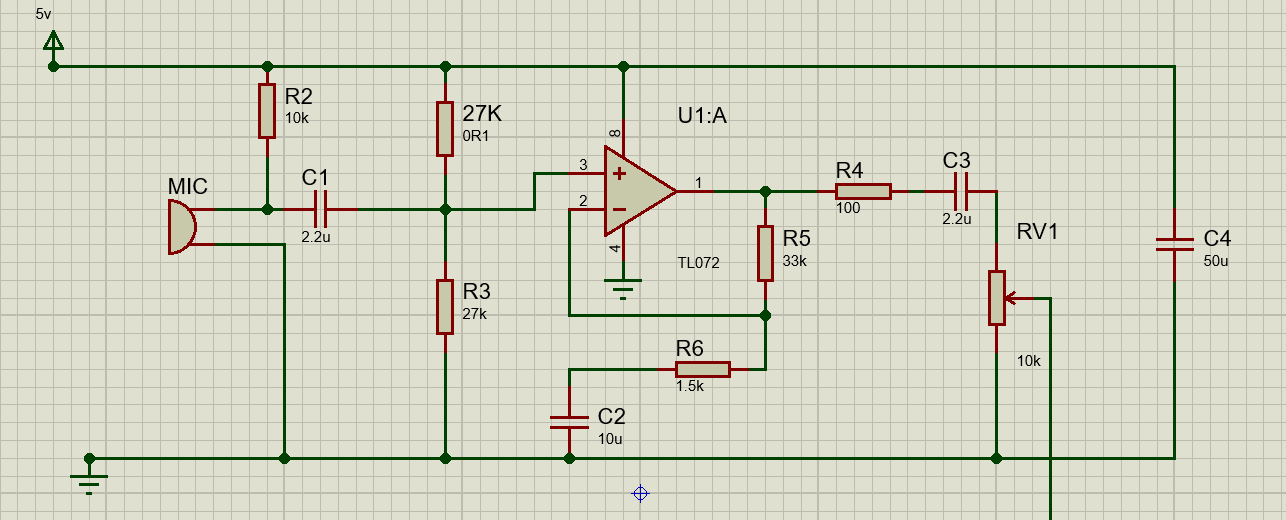 5v
R2
10k
27K
0R1
U1:A
8
MIC
C1
2.2u
3
2
1
4
TL072
R4
100
C3
2.2u
R5
33k
RV1
10k
C4
50u
R3
27k
R6
1.5k
C2
10u